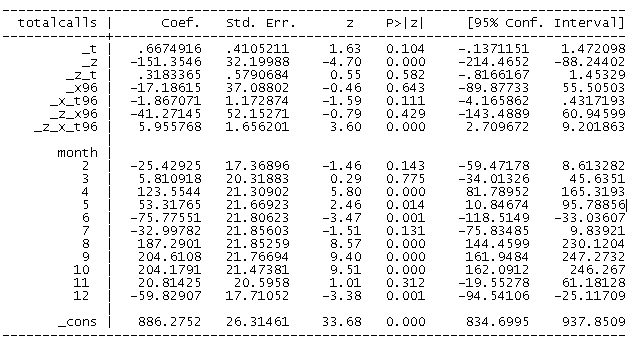 totalcalls | Coef. Std. Err. z P>|z| [95% Conf. Interval]
_t | .6674916 .4105211 1.63 0.104 -.1371151 1.472098
_z | -151.3546 32.19988 -4.70 0.000 -214.4652 -88.24402
_z_t | .3183365 .5790684 0.55 0.582 -.8166167 1.45329
_x96 | -17.18615 37.08802 -0.46 0.643 -89.87733 55.50503
_x_t96 | -1.867071 1.172874 -1.59 0.111 -4.165862 .4317193
_z_x96 | -41.27145 52.15271 -0.79 0.429 -143.4889 60.94599
_z_x_t96 | 5.955768 1.656201 3.60 0.000 2.709672 9.201863
month |
2 | -25.42925 17.36896 -1.46 0.143 -59.47178 8.613282
3 | 5.810918 20.31883 0.29 0.775 -34.01326 45.6351
4 | 123.5544 21.30902 5.80 0.000 81.78952 165.3193
5 | 53.31765 21.66923 2.46 0.014 10.84674 95.78856
6 | -75.77551 21.80623 -3.47 0.001 -118.5149 -33.03607
7 | -32.99782 21.85603 -1.51 0.131 -75.83485 9.83921
8 | 187.2901 21.85259 8.57 0.000 144.4599 230.1204
9 | 204.6108 21.76694 9.40 0.000 161.9484 247.2732
10 | 204.1791 21.47381 9.51 0.000 162.0912 246.267
11 | 20.81425 20.5958 1.01 0.312 -19.55278 61.18128
12 | -59.82907 17.71052 -3.38 0.001 -94.54106 -25.11709
_cons | 886.2752 26.31461 33.68 0.000 834.6995 937.8509